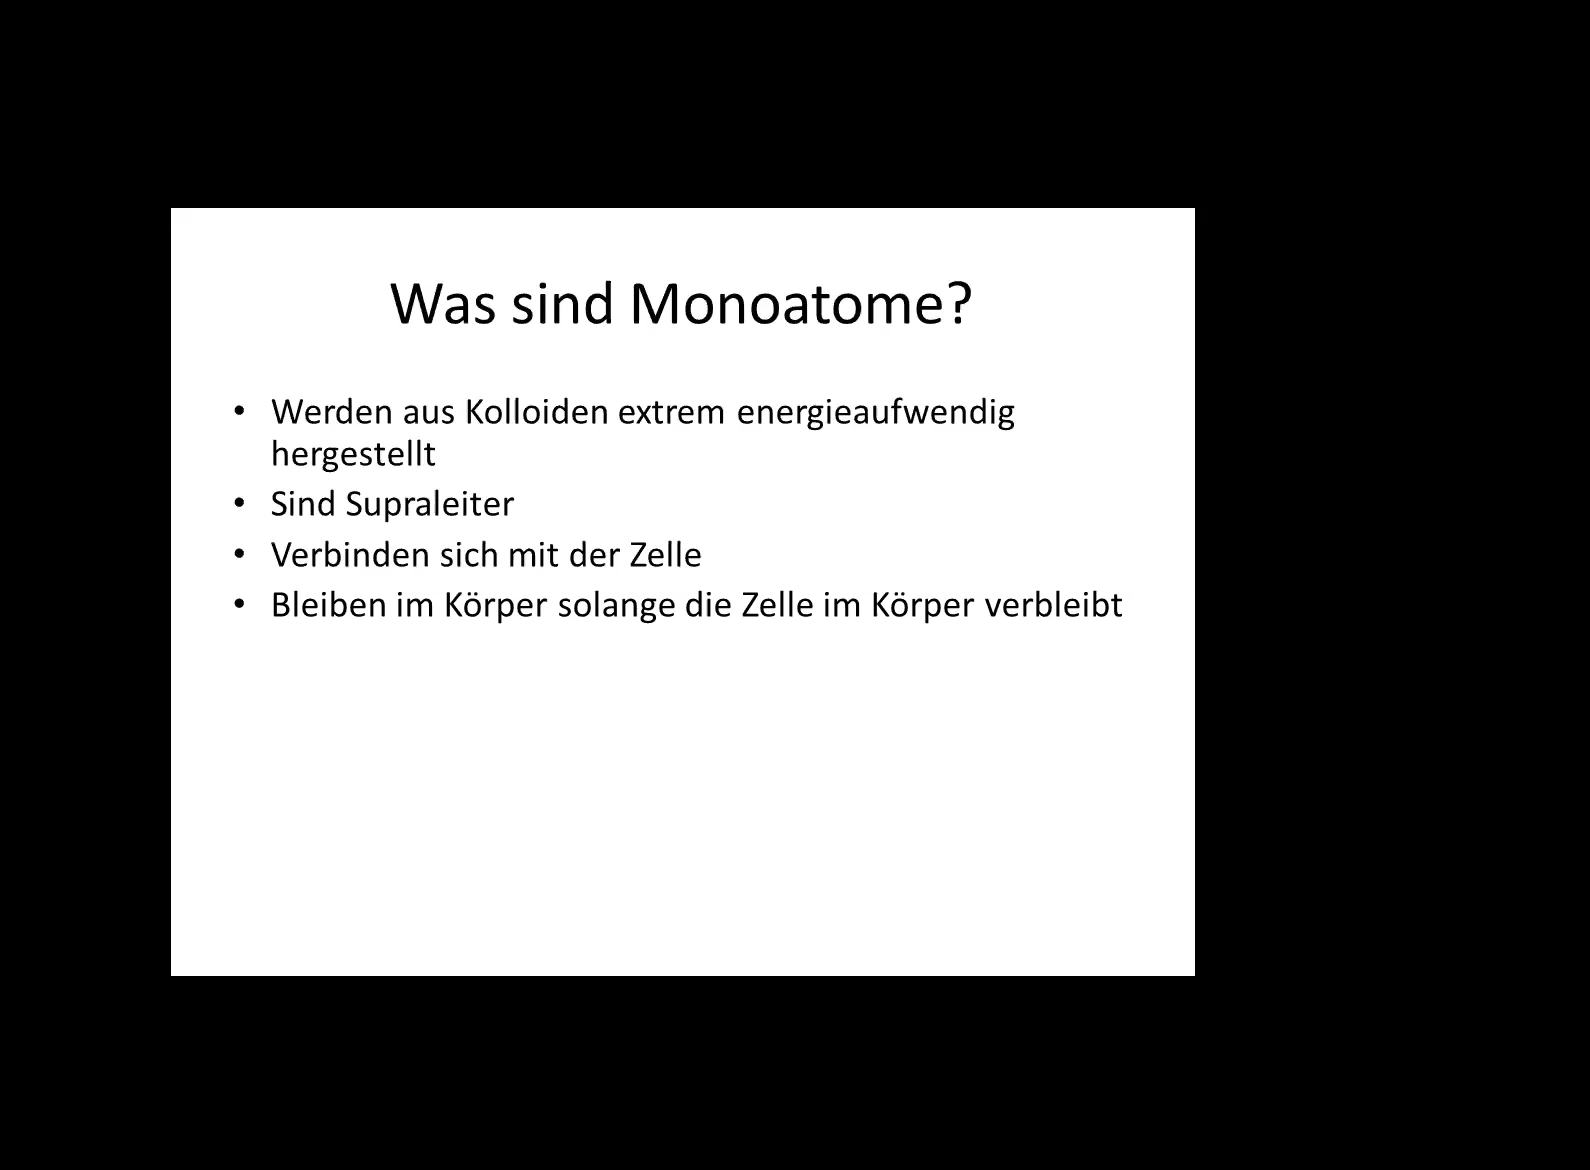 Was sind Monoatome?
• Werden aus Kolloiden extrem energieaufwendig
hergestellt
• Sind Supraleiter
• Verbinden sich mit der Zelle
• Bleiben im Körper solange die Zelle im Körper verbleibt